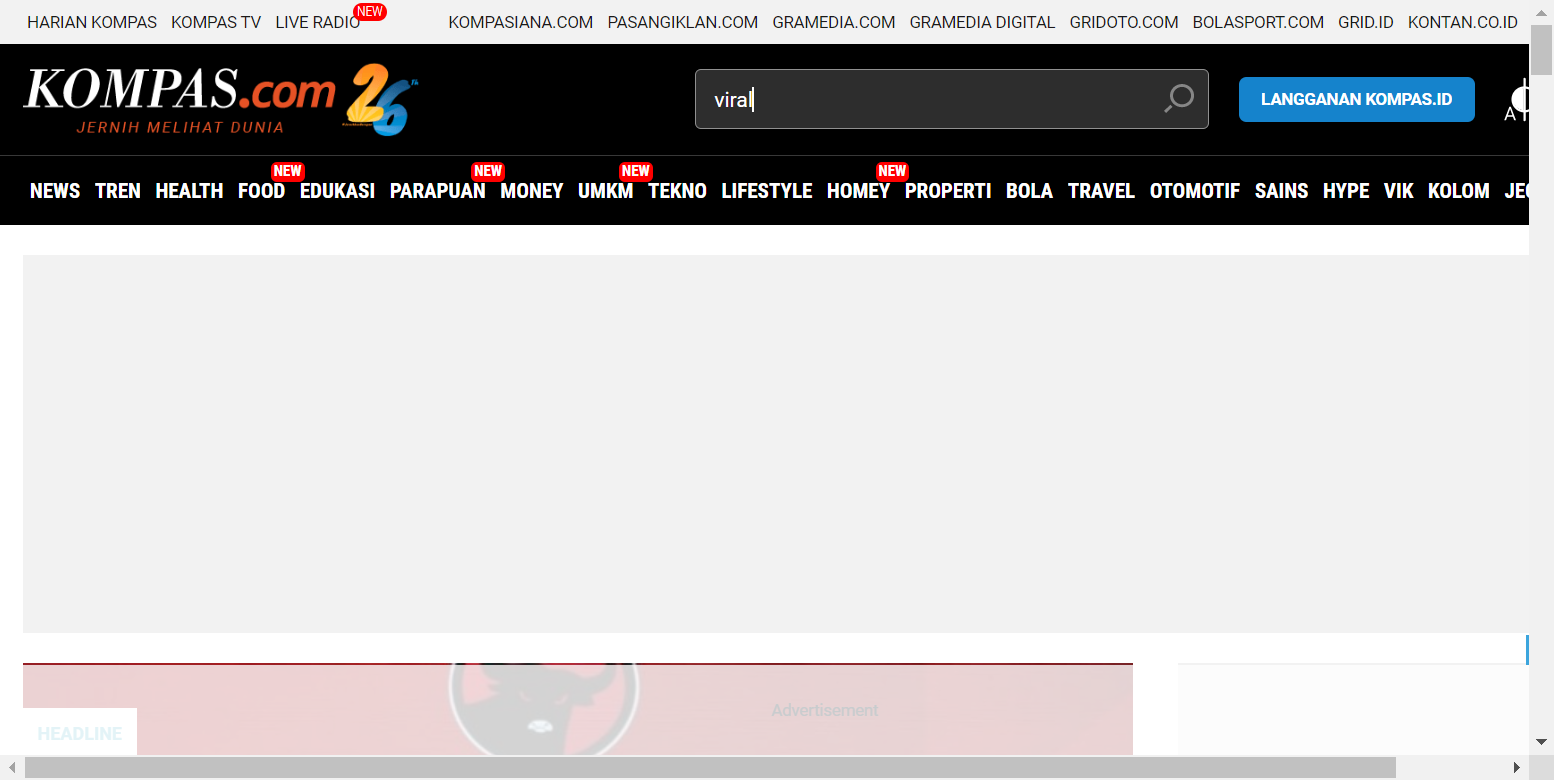 HARIAN KOMPAS KOMPAS TV LIVE RADIO NEW KOMPASIANA.COM PASANGIKLAN.COM GRAMEDIA.COM GRAMEDIA DIGITAL GRIDOTO.COM BOLASPORT.COM GRID.ID KONTAN.CO.ID
KOMPAS.com 26
JERNIH MELIHAT DUNIA
viral
LANGGANAN KOMPAS.ID
A
NEW NEW NEW NEW
NEWS TREN HEALTH FOOD EDUKASI PARAPUAN MONEY UMKM TEKNO LIFESTYLE HOMEY PROPERTI BOLA TRAVEL OTOMOTIF SAINS HYPE VIK KOLOM
Advertisement
HEADLINE